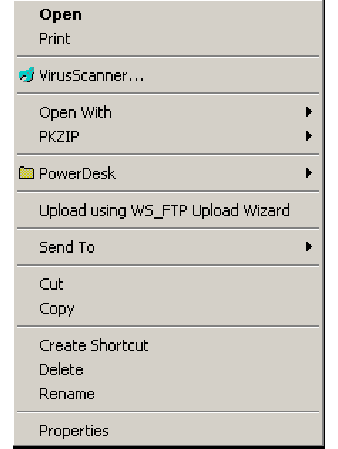 Open
Print
VirusScanner...
Open With
PKZIP
PowerDesk
Upload using WS_FTP Upload Wizard
Send To
Cut
Copy
Create Shortcut
Delete
Rename
Properties